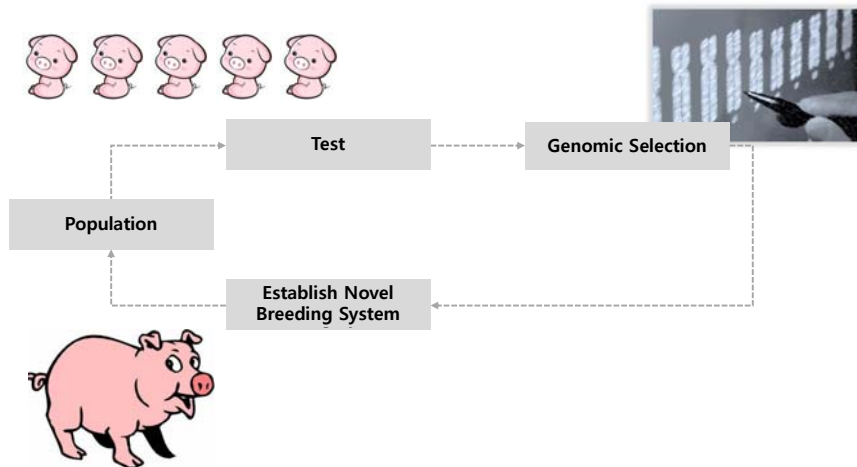 Test
Genomic Selection
Population
Establish Novel
Breeding System